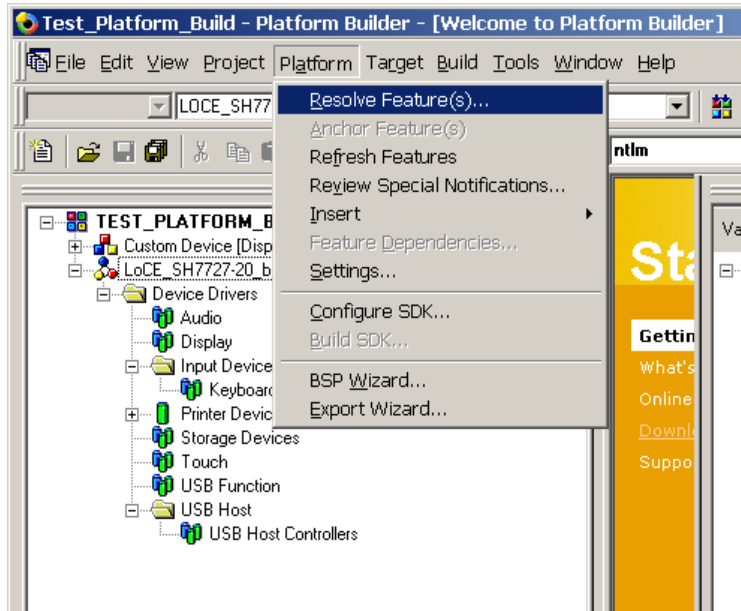 Test_Platform_Build - Platform Builder - [Welcome to Platform Builder]
File Edit View Project Platform Target Build Tools Window Help
LOCE_SH77
Resolve Feature(s)...
Anchor Feature(s)
Refresh Features
Review Special Notifications...
Insert
Feature Dependencies...
Settings...
Configure SDK...
Build SDK...
BSP Wizard...
Export Wizard...
ntlm
TEST_PLATFORM_B
Custom Device [Disp
LoCE_SH7727-20_b
Device Drivers
Audio
Display
Input Device
Keyboard
Printer Devic
Storage Devices
Touch
USB Function
USB Host
USB Host Controllers
Sta
Gettin
What's
Online
Downl
Suppo
Va